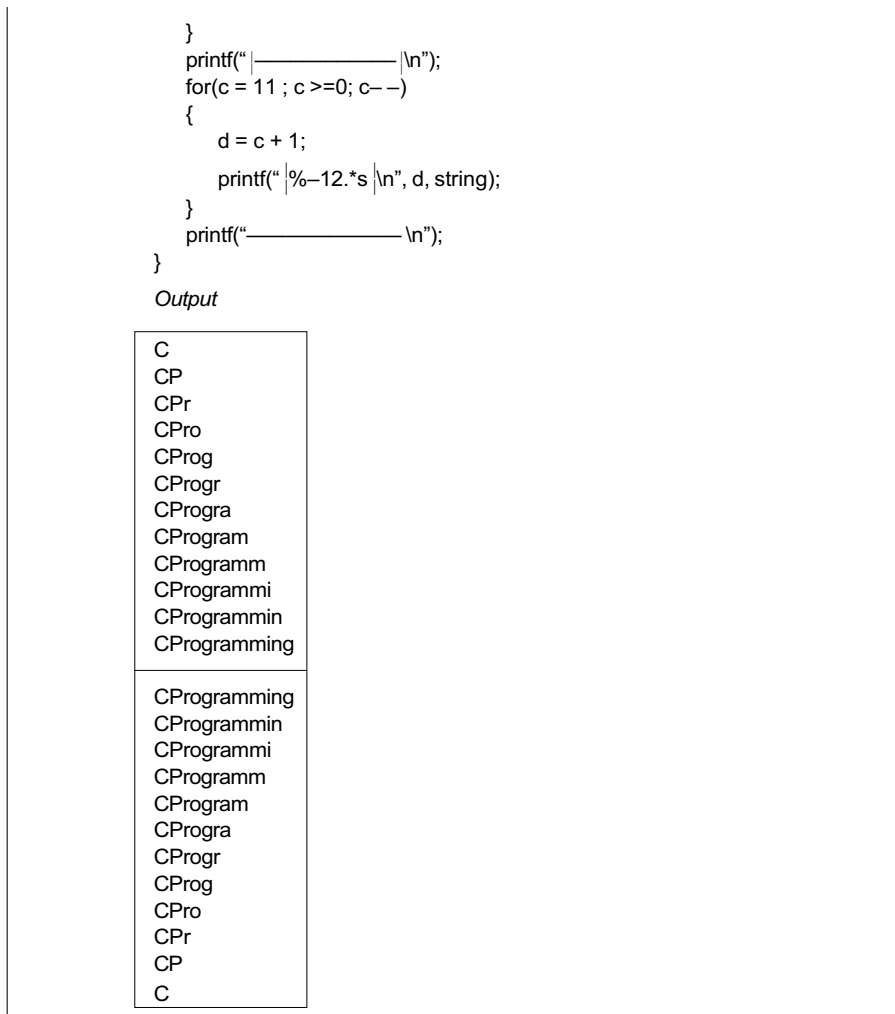 }
printf(“ |———————— |\n”);
for(c = 11 ; c >=0; c– –)
{
d = c + 1;
printf(“ |%–12.*s |\n”, d, string);
}
printf(“————————— \n”);
}
Output
C
CP
CPr
CPro
CProg
CProgr
CProgra
CProgram
CProgramm
CProgrammi
CProgrammin
CProgramming
CProgramming
CProgrammin
CProgrammi
CProgramm
CProgram
CProgra
CProgr
CProg
CPro
CPr
CP
C